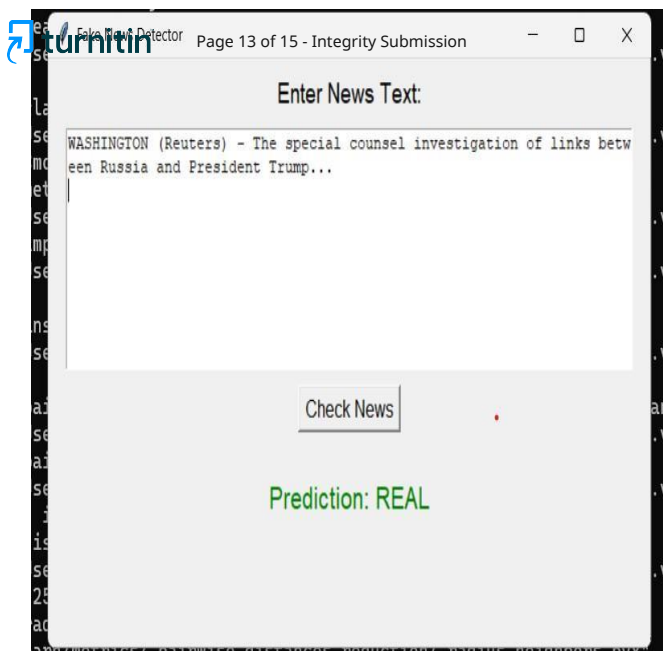 Fake News Detector
turnitin
Page 13 of 15 - Integrity Submission
Enter News Text:
WASHINGTON (Reuters) - The special counsel investigation of links betw
een Russia and President Trump...
Check News
Prediction: REAL